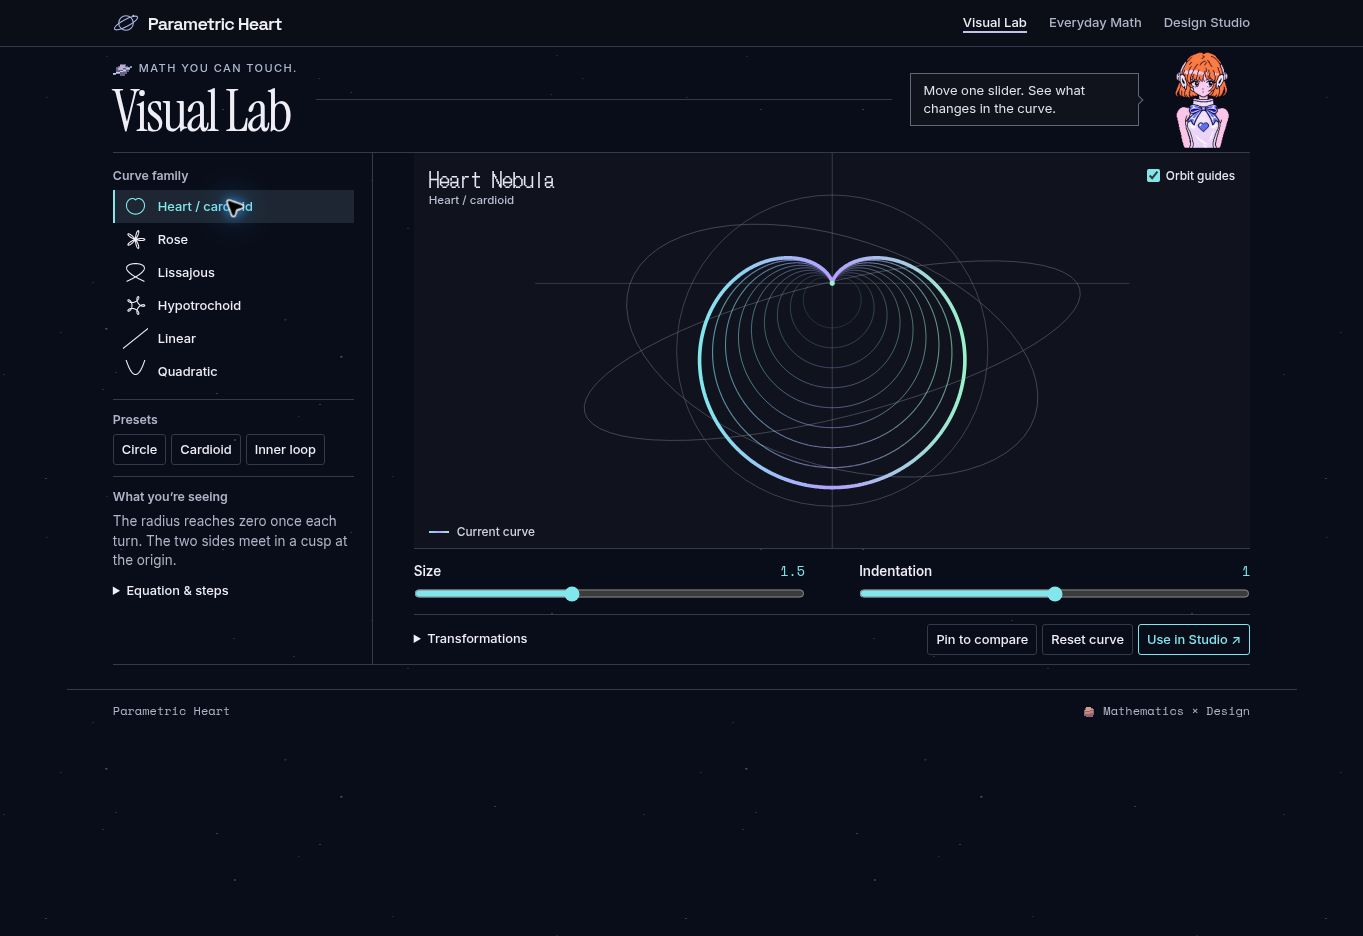 Parametric Heart
Visual Lab
Everyday Math
Design Studio
MATH YOU CAN TOUCH.
Visual Lab
Move one slider. See what
changes in the curve.
Curve family
Heart / cardioid
Rose
Lissajous
Hypotrochoid
Linear
Quadratic
Presets
Circle
Cardioid
Inner loop
What you're seeing
The radius reaches zero once each
turn. The two sides meet in a cusp at
the origin.
Equation & steps
Heart Nebula
Heart / cardioid
Orbit guides
Current curve
Size
1.5
Indentation
1
Transformations
Pin to compare
Reset curve
Use in Studio ↗
Parametric Heart
Mathematics × Design